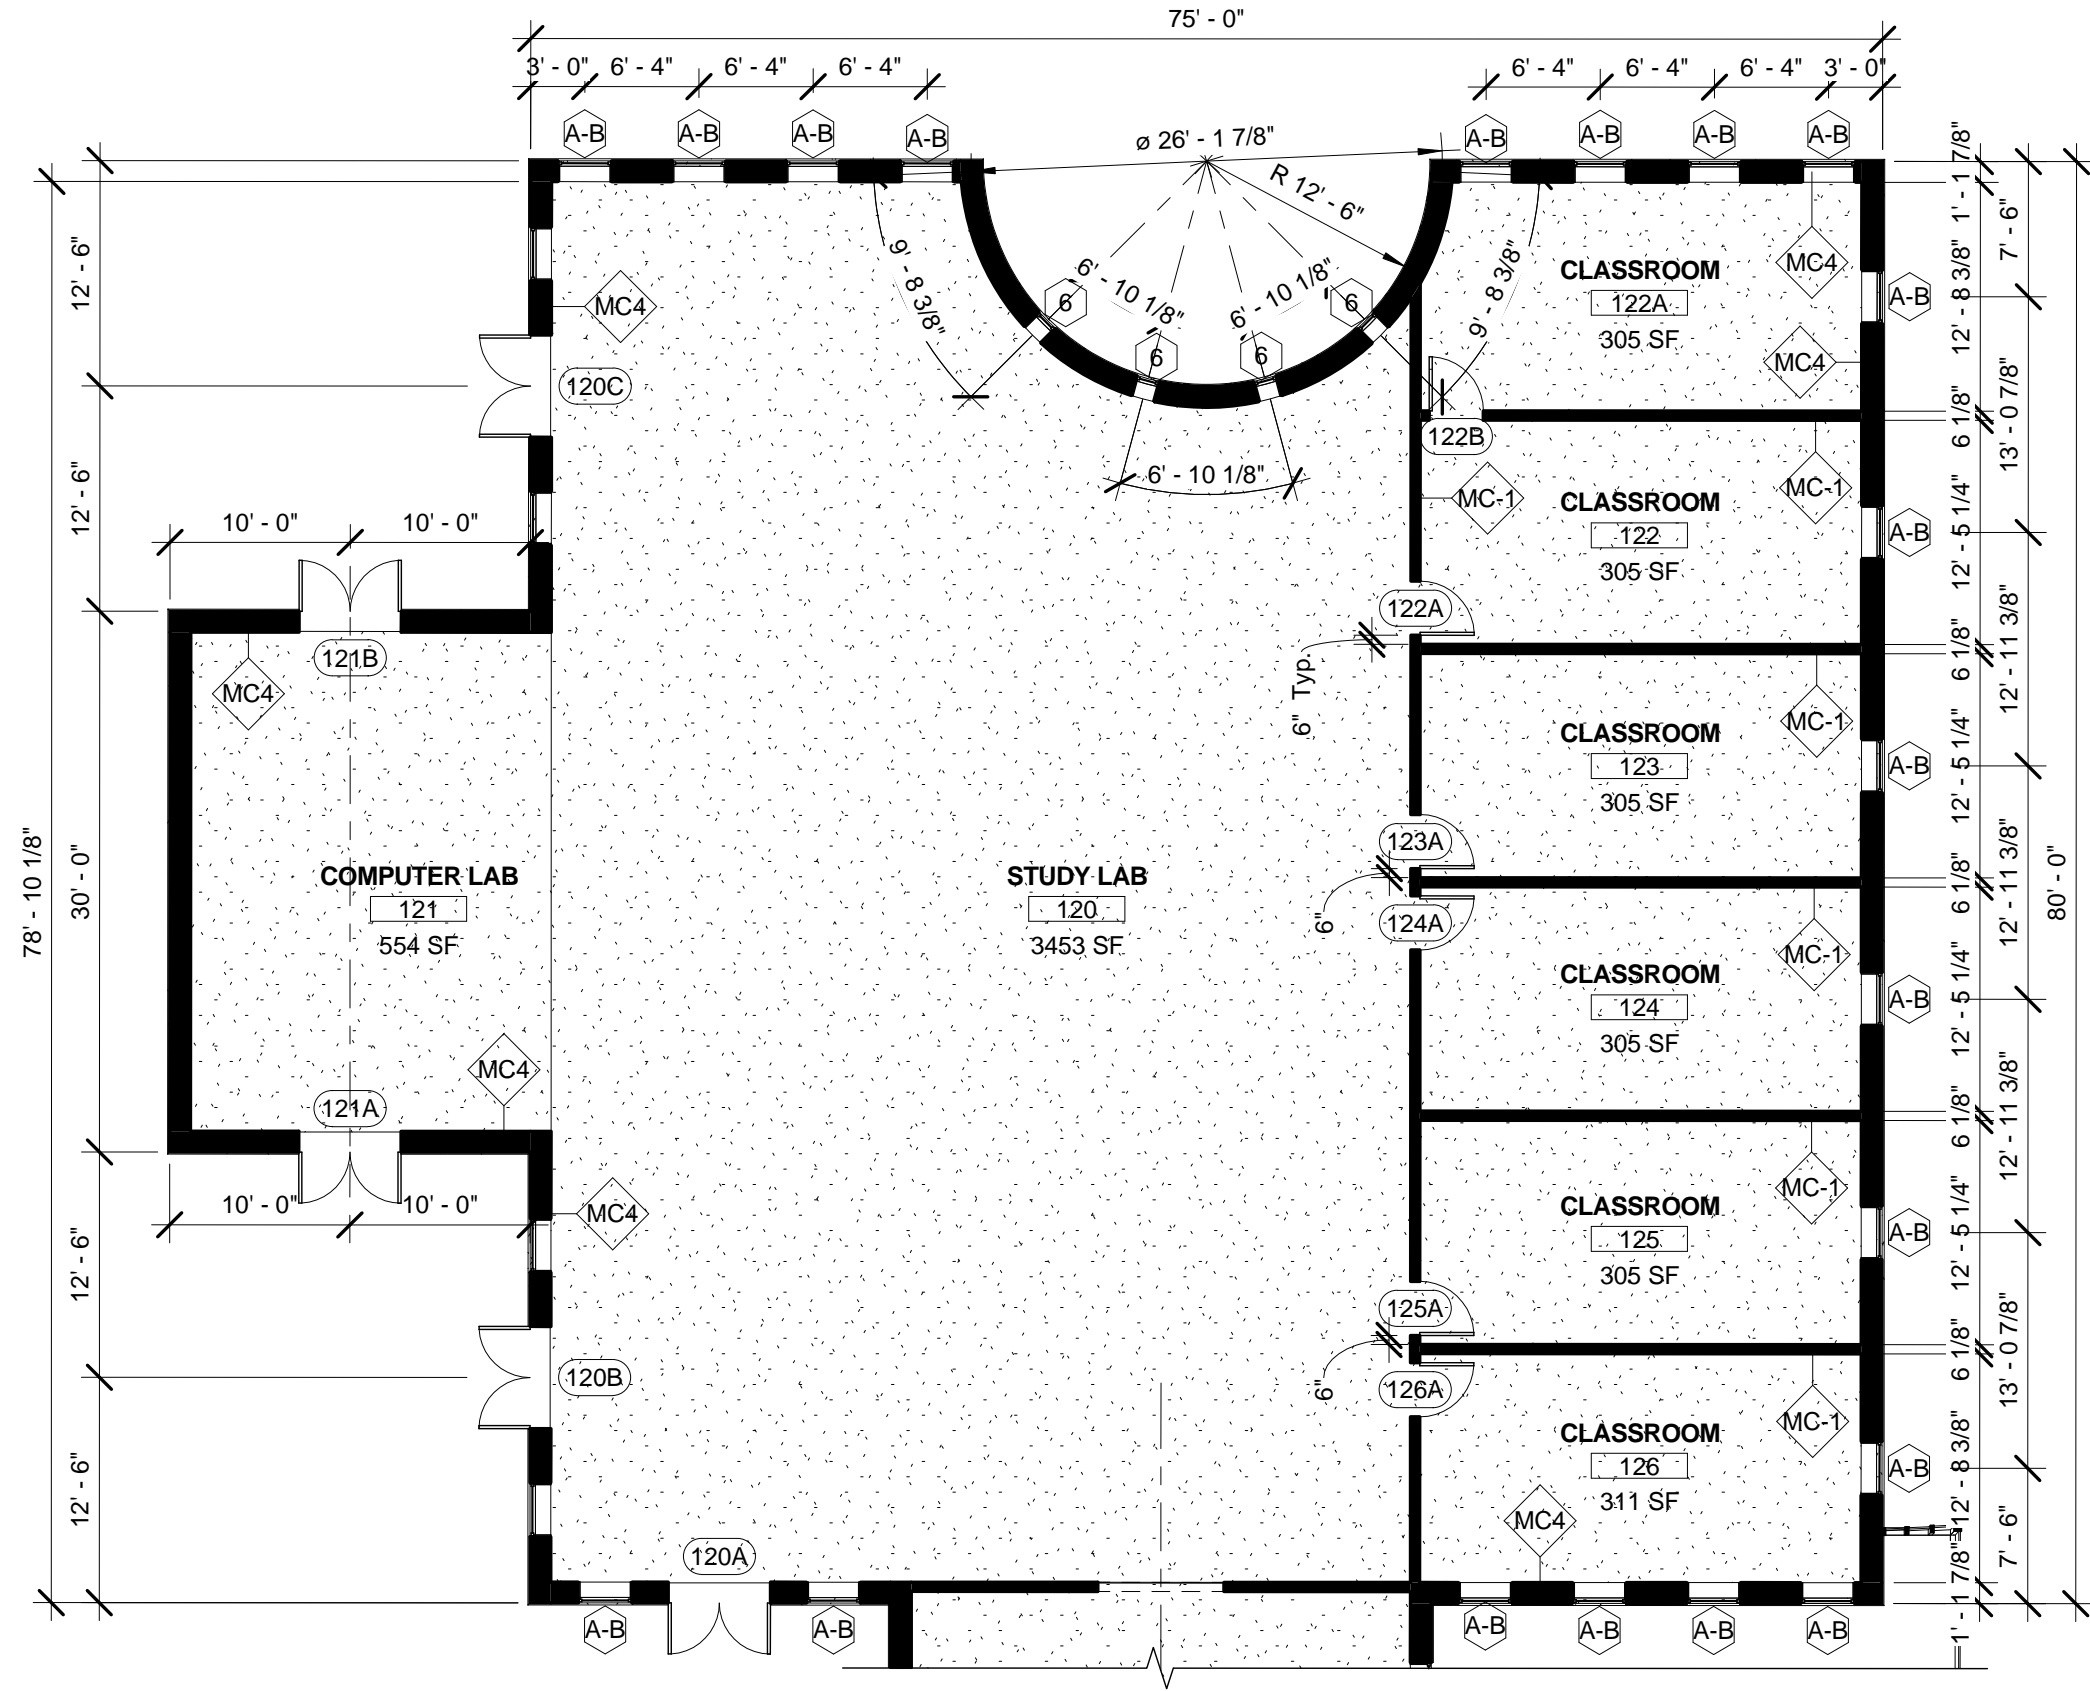 75' - 0"
3' - 0" 6' - 4" 6' - 4" 6' - 4" 6' - 4" 6' - 4" 6' - 4" 3' - 0"
A-B A-B A-B A-B A-B A-B A-B A-B
ø 26' - 1 7/8"
R 12' - 6"
1' - 1 7/8"
7' - 6"
12' - 6"
MC4
9' - 8 3/8"
6' - 10 1/8"
6' - 10 1/8"
9' - 8 3/8"
6 6 6 6
CLASSROOM
122A
305 SF
MC4
MC4
A-B
12' - 8 3/8"
120C
122B
6 1/8"
13' - 0 7/8"
6' - 10 1/8"
12' - 6"
10' - 0" 10' - 0"
MC-1
CLASSROOM
122
305 SF
MC-1
A-B
12' - 5 1/4"
122A
121B
MC4
6" Typ.
6 1/8"
12' - 11 3/8"
CLASSROOM
123
305 SF
MC-1
A-B
12' - 5 1/4"
123A
6"
124A
6 1/8"
12' - 11 3/8"
78' - 10 1/8"
30' - 0"
COMPUTER LAB
121
554 SF
STUDY LAB
120
3453 SF
80' - 0"
CLASSROOM
124
305 SF
MC-1
A-B
12' - 5 1/4"
MC4
121A
6 1/8"
12' - 11 3/8"
10' - 0" 10' - 0"
MC4
12' - 6"
CLASSROOM
125
305 SF
MC-1
A-B
12' - 5 1/4"
125A
6"
126A
6 1/8"
13' - 0 7/8"
120B
12' - 6"
CLASSROOM
126
311 SF
MC-1
MC4
A-B
12' - 8 3/8"
7' - 6"
1' - 1 7/8"
120A
A-B A-B A-B A-B A-B A-B